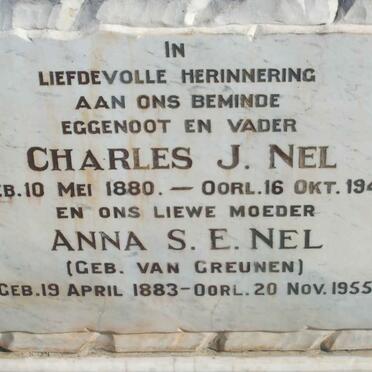 IN
LIEFDEVOLLE HERINNERING
AAN ONS BEMINDE
EGGENOOT EN VADER
CHARLES J. NEL
EB. 10 MEI 1880. — OORL. 16 OKT. 194
EN ONS LIEWE MOEDER
ANNA S. E. NEL
(GEB. VAN GREUNEN)
GEB. 19 APRIL 1883 - OORL. 20 NOV. 1955